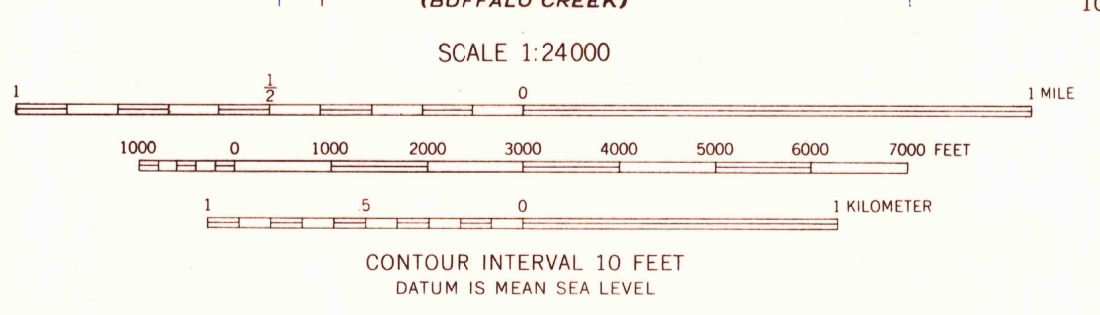 (BUFFALO CREEK)
SCALE 1:24000
1 1/2 0 1 MILE
1000 0 1000 2000 3000 4000 5000 6000 7000 FEET
1 .5 0 1 KILOMETER
CONTOUR INTERVAL 10 FEET
DATUM IS MEAN SEA LEVEL